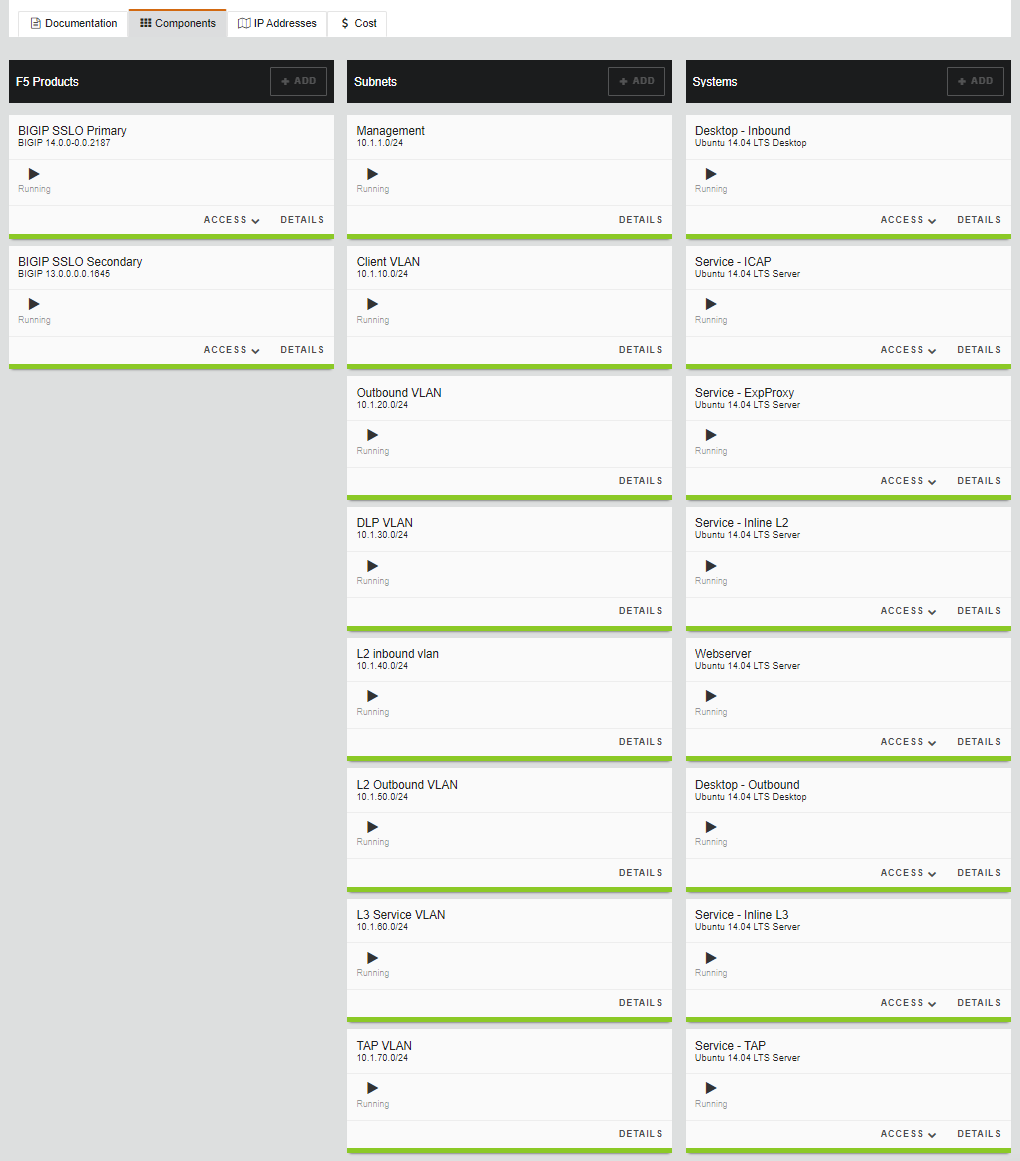 Documentation
Components
IP Addresses
$ Cost
F5 Products
+ ADD
BIGIP SSLO Primary
BIGIP 14.0.0-0.0.2187
Running
ACCESS DETAILS
BIGIP SSLO Secondary
BIGIP 13.0.0.0.0.1645
Running
ACCESS DETAILS
Subnets
+ ADD
Management
10.1.1.0/24
Running
DETAILS
Client VLAN
10.1.10.0/24
Running
DETAILS
Outbound VLAN
10.1.20.0/24
Running
DETAILS
DLP VLAN
10.1.30.0/24
Running
DETAILS
L2 inbound vlan
10.1.40.0/24
Running
DETAILS
L2 Outbound VLAN
10.1.50.0/24
Running
DETAILS
L3 Service VLAN
10.1.60.0/24
Running
DETAILS
TAP VLAN
10.1.70.0/24
Running
DETAILS
Systems
+ ADD
Desktop - Inbound
Ubuntu 14.04 LTS Desktop
Running
ACCESS DETAILS
Service - ICAP
Ubuntu 14.04 LTS Server
Running
ACCESS DETAILS
Service - ExpProxy
Ubuntu 14.04 LTS Server
Running
ACCESS DETAILS
Service - Inline L2
Ubuntu 14.04 LTS Server
Running
ACCESS DETAILS
Webserver
Ubuntu 14.04 LTS Server
Running
ACCESS DETAILS
Desktop - Outbound
Ubuntu 14.04 LTS Desktop
Running
ACCESS DETAILS
Service - Inline L3
Ubuntu 14.04 LTS Server
Running
ACCESS DETAILS
Service - TAP
Ubuntu 14.04 LTS Server
Running
ACCESS DETAILS